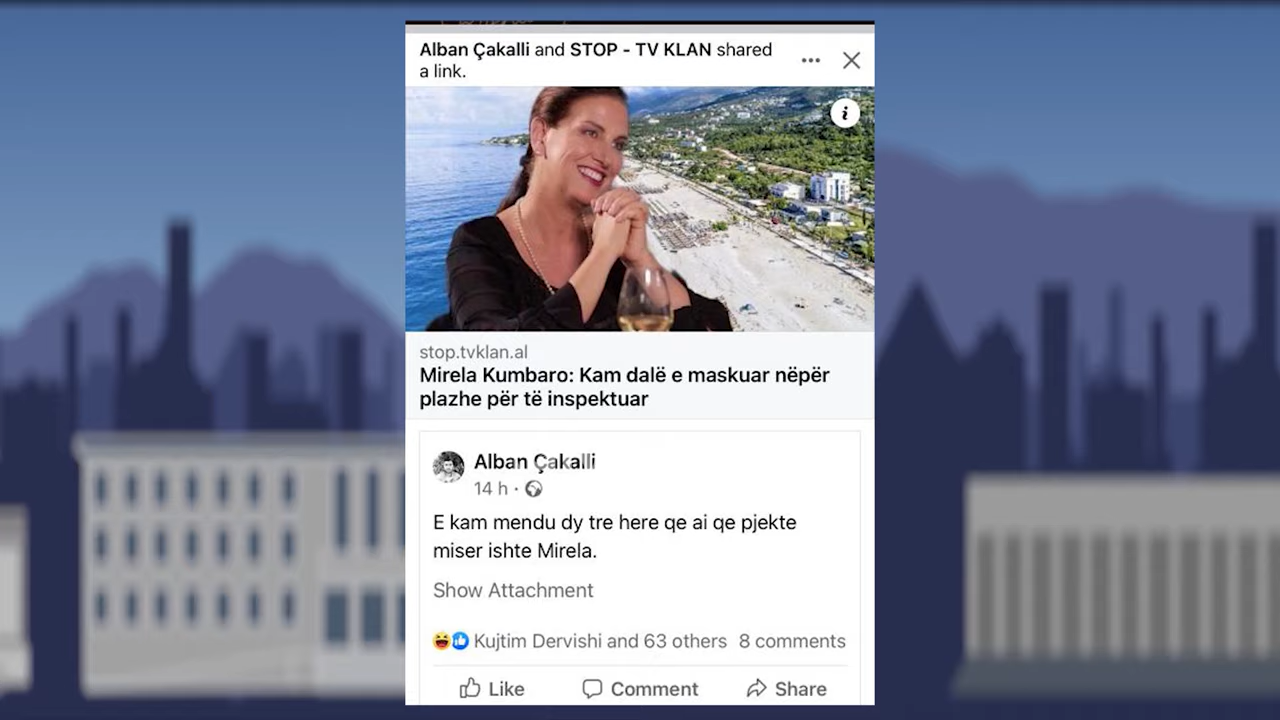 Alban Çakalli and STOP - TV KLAN shared
a link.
stop.tvklan.al
Mirela Kumbaro: Kam dalë e maskuar nëpër
plazhe për të inspektuar
Alban Çakalli
14 h ·
E kam mendu dy tre here qe ai qe pjekte
miser ishte Mirela.
Show Attachment
Kujtim Dervishi and 63 others 8 comments
Like Comment Share